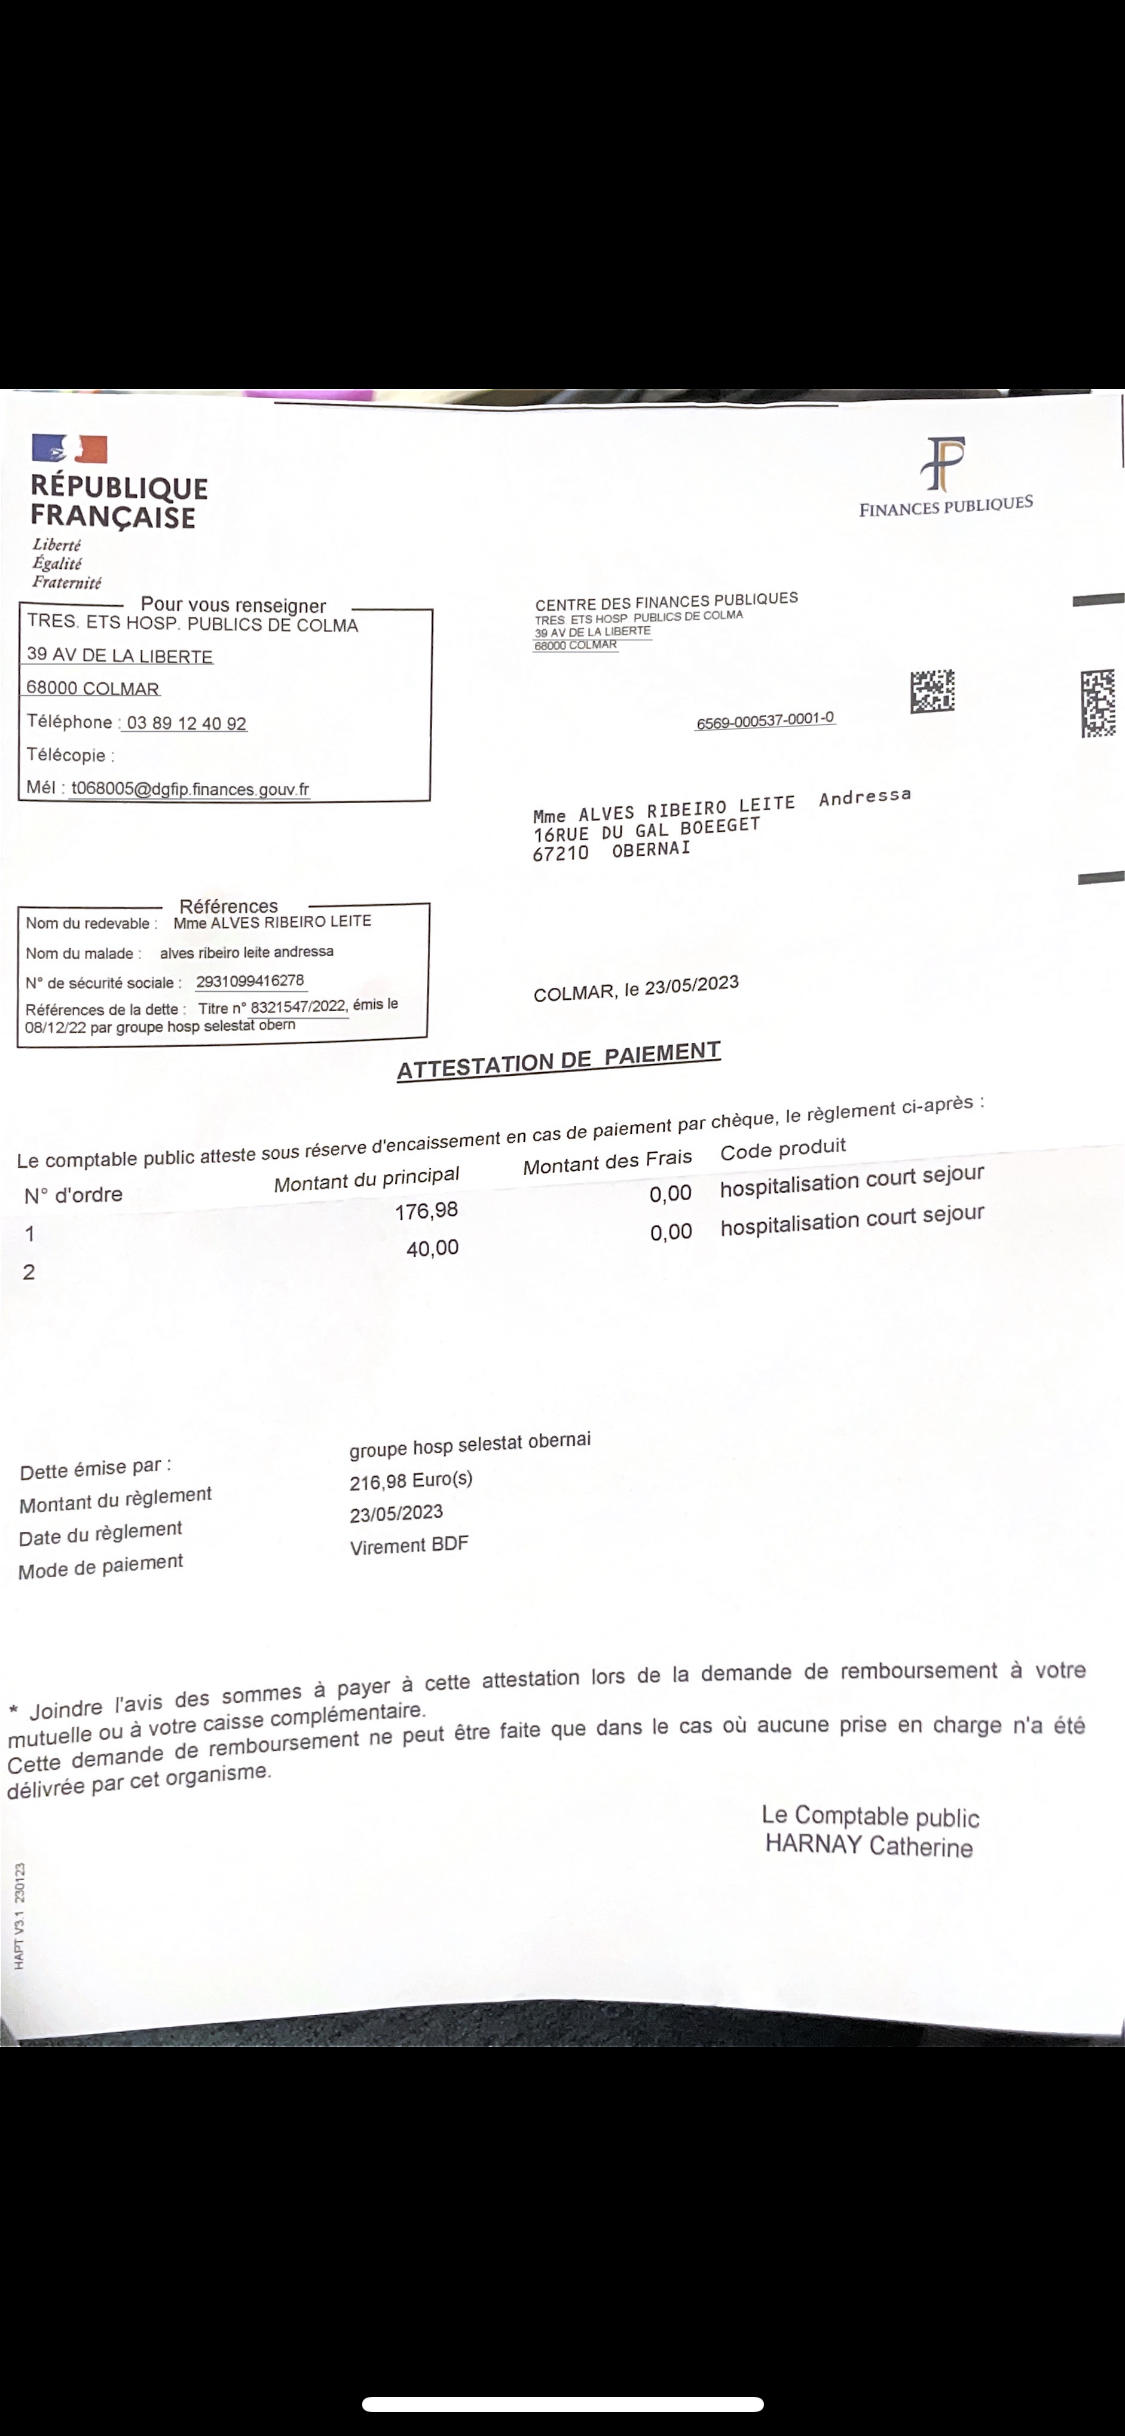 RÉPUBLIQUE
FRANÇAISE
Liberté
Égalité
Fraternité
FP
FINANCES PUBLIQUES
Pour vous renseigner
TRES. ETS HOSP. PUBLICS DE COLMA
39 AV DE LA LIBERTE
68000 COLMAR
Téléphone : 03 89 12 40 92
Télécopie :
Mél : t068005@dgfip.finances.gouv.fr
CENTRE DES FINANCES PUBLIQUES
TRES ETS HOSP PUBLICS DE COLMA
39 AV DE LA LIBERTE
68000 COLMAR
6569-000537-0001-0
Mme ALVES RIBEIRO LEITE Andressa
16RUE DU GAL BOEEGET
67210 OBERNAI
Références
Nom du redevable : Mme ALVES RIBEIRO LEITE
Nom du malade : alves ribeiro leite andressa
N° de sécurité sociale : 2931099416278
Références de la dette : Titre n° 8321547/2022, émis le
08/12/22 par groupe hosp selestat obern
COLMAR, le 23/05/2023
ATTESTATION DE PAIEMENT
Le comptable public atteste sous réserve d'encaissement en cas de paiement par chèque, le règlement ci-après :
N° d'ordre Montant du principal Montant des Frais Code produit
1 176,98 0,00 hospitalisation court sejour
2 40,00 0,00 hospitalisation court sejour
Dette émise par : groupe hosp selestat obernai
Montant du règlement 216,98 Euro(s)
Date du règlement 23/05/2023
Mode de paiement Virement BDF
* Joindre l'avis des sommes à payer à cette attestation lors de la demande de remboursement à votre
mutuelle ou à votre caisse complémentaire.
Cette demande de remboursement ne peut être faite que dans le cas où aucune prise en charge n'a été
délivrée par cet organisme.
Le Comptable public
HARNAY Catherine
HAPT V3.1 230123